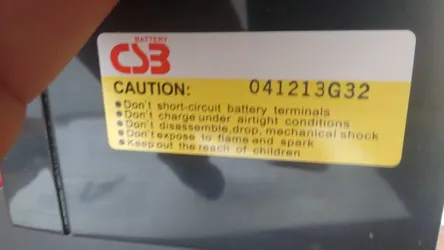 BATTERY
CSB
CAUTION: 041213G32
●Don't short-circuit battery terminals
●Don't charge under airtight conditions
●Don't disassemble,drop, mechanical shock
●Don't expose to flame and spark
●Keep out the reach of children